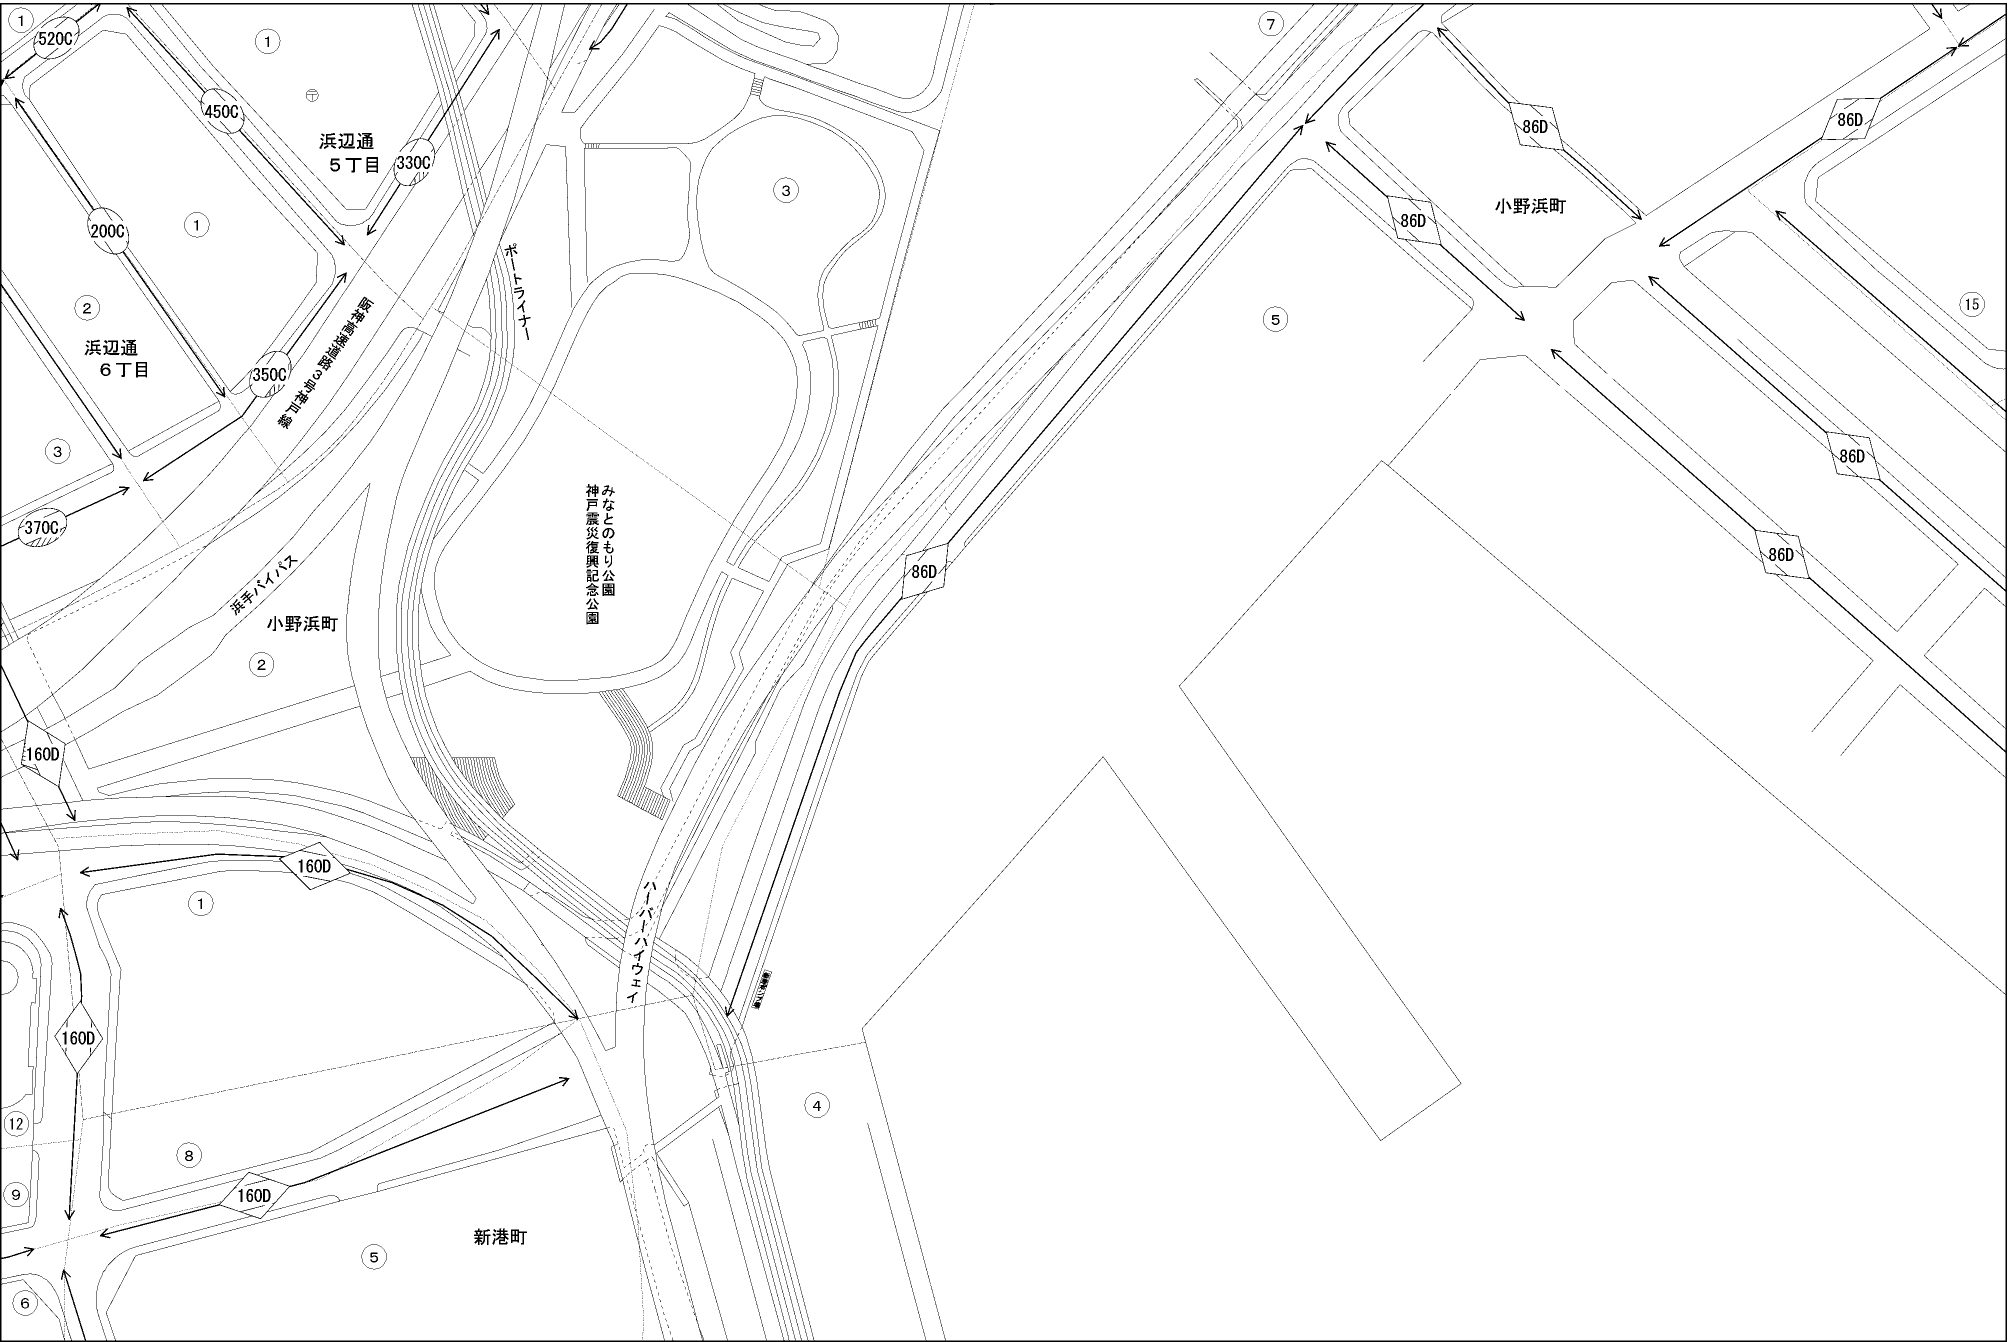 1
520C
1
7
450C
浜辺通
5丁目
330C
86D
86D
3
小野浜町
200C
1
86D
ポートライナー
2
阪神高速道路3号神戸線
5
15
浜辺通
6丁目
350C
3
86D
みなとのもり公園
神戸震災復興記念公園
370C
86D
86D
浜手バイパス
小野浜町
2
160D
160D
1
ハーバーハイウェイ
160D
4
12
8
9
160D
新港町
5
6